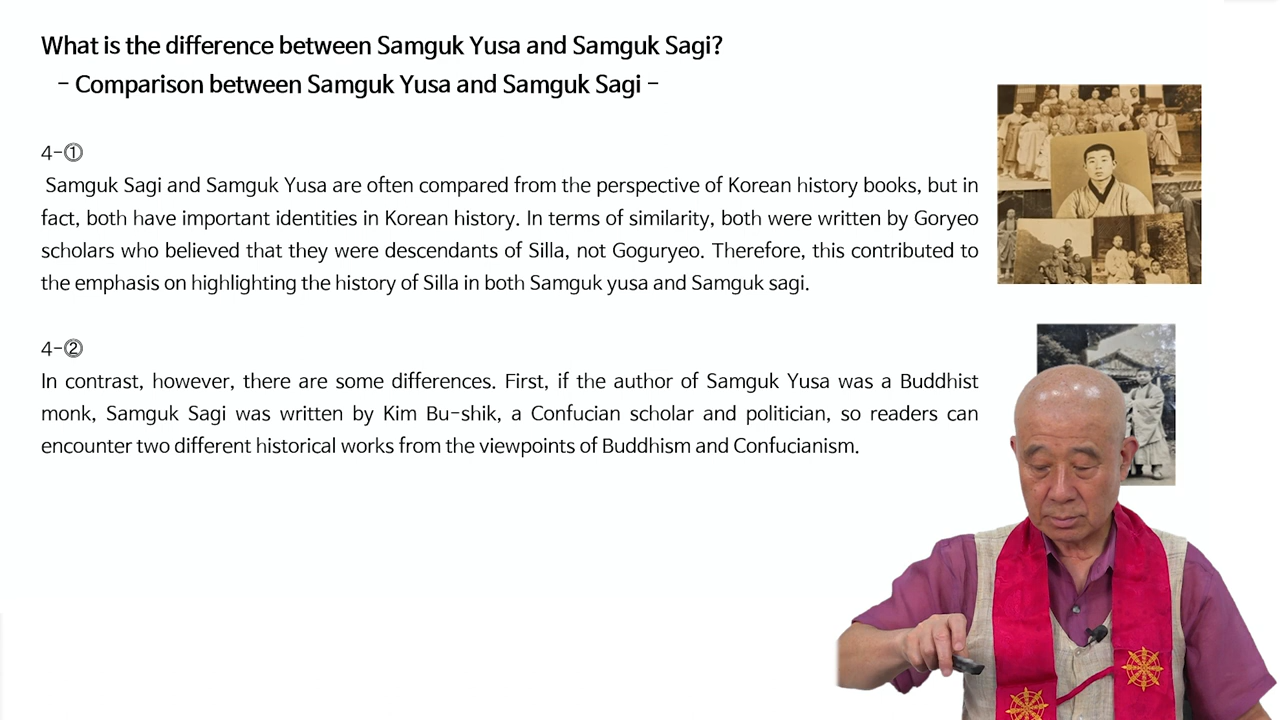 What is the difference between Samguk Yusa and Samguk Sagi?
- Comparison between Samguk Yusa and Samguk Sagi -
4-①
Samguk Sagi and Samguk Yusa are often compared from the perspective of Korean history books, but in
fact, both have important identities in Korean history. In terms of similarity, both were written by Goryeo
scholars who believed that they were descendants of Silla, not Goguryeo. Therefore, this contributed to
the emphasis on highlighting the history of Silla in both Samguk yusa and Samguk sagi.
4-②
In contrast, however, there are some differences. First, if the author of Samguk Yusa was a Buddhist
monk, Samguk Sagi was written by Kim Bu-shik, a Confucian scholar and politician, so readers can
encounter two different historical works from the viewpoints of Buddhism and Confucianism.